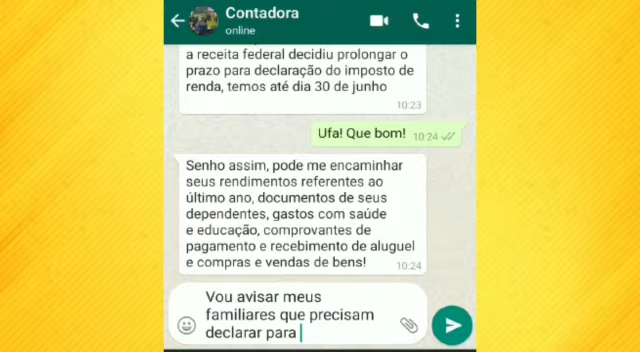 Contadora
online
a receita federal decidiu prolongar o
prazo para declaração do imposto de
renda, temos até dia 30 de junho
10:23
Ufa! Que bom! 10:24
Senho assim, pode me encaminhar
seus rendimentos referentes ao
último ano, documentos de seus
dependentes, gastos com saúde
e educação, comprovantes de
pagamento e recebimento de aluguel
e compras e vendas de bens!
10:24
Vou avisar meus
familiares que precisam
declarar para